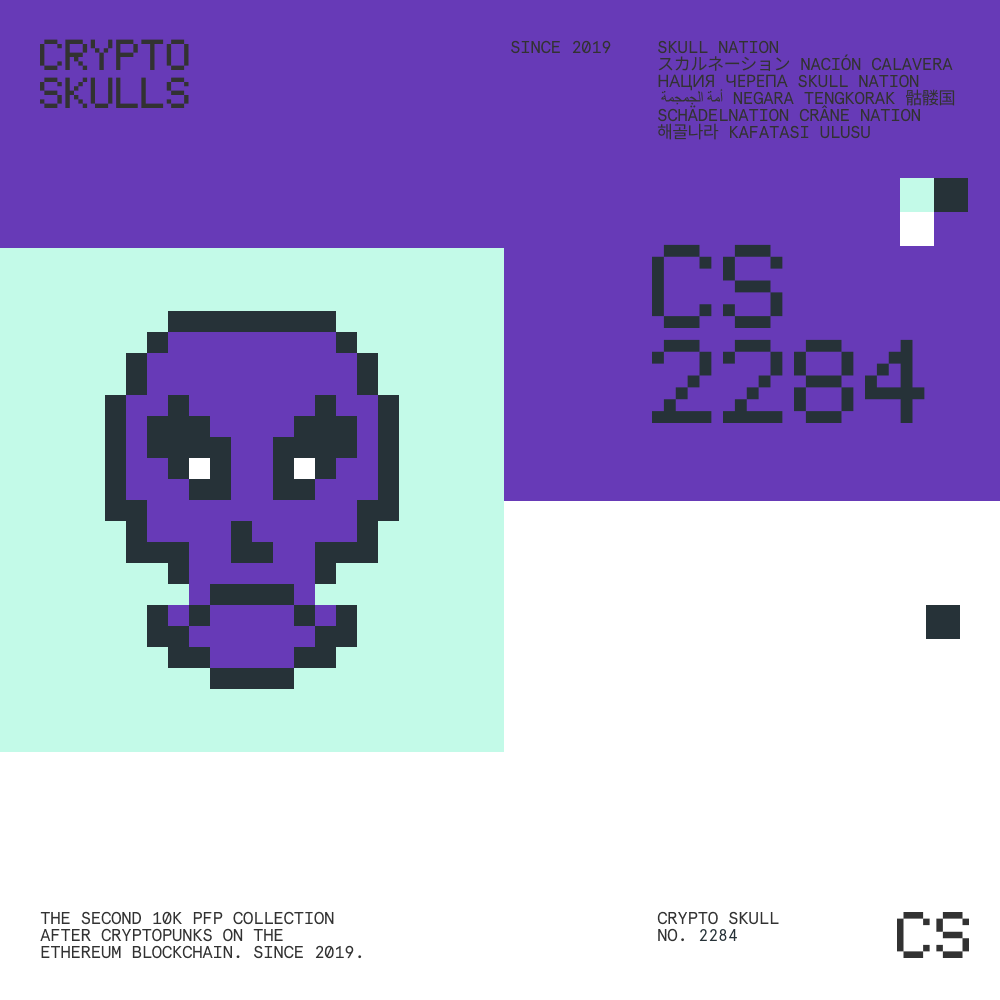 CRYPTO
SKULLS
SINCE 2019
SKULL NATION
スカルネーション NACIÓN CALAVERA
НАЦИЯ ЧЕРЕПА SKULL NATION
أمة الجمجمة NEGARA TENGKORAK 骷髅国
SCHÄDELNATION CRÂNE NATION
해골나라 KAFATASI ULUSU
CS
2284
THE SECOND 10K PFP COLLECTION
AFTER CRYPTOPUNKS ON THE
ETHEREUM BLOCKCHAIN. SINCE 2019.
CRYPTO SKULL
NO. 2284
CS